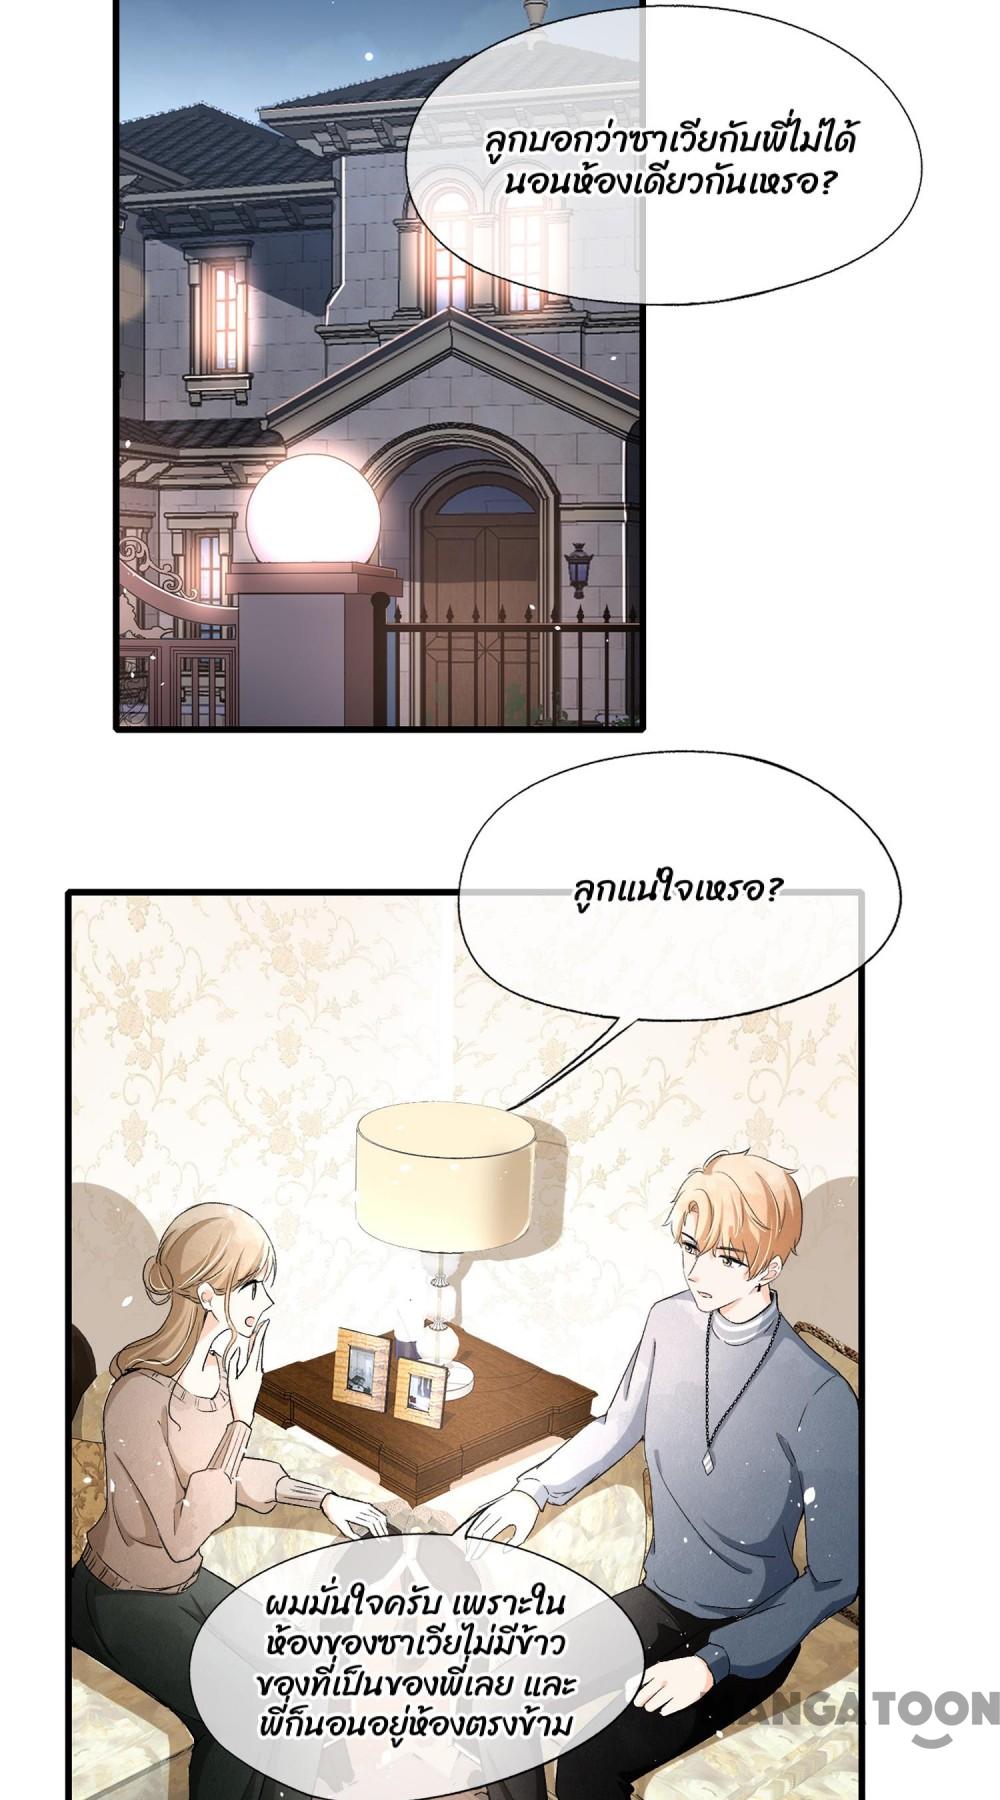 ลูกบอกว่าซาเวียกับพี่ไม่ได้
นอนห้องเดียวกันเหรอ?
ลูกแน่ใจเหรอ?
ผมมั่นใจครับ เพราะใน
ห้องของซาเวียไม่มีข้าว
ของที่เป็นของพี่เลย และ
พี่ก็นอนอยู่ห้องตรงข้าม
MANGATOON